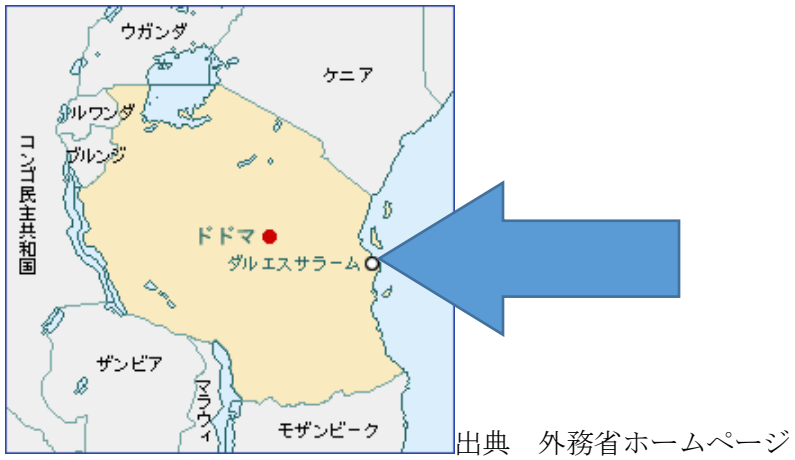 ウガンダ
ケニア
ルワンダ
ブルンジ
コンゴ民主共和国
ドドマ
ダルエスサラーム
ザンビア
マラウィ
モザンビーク
出典　外務省ホームページ